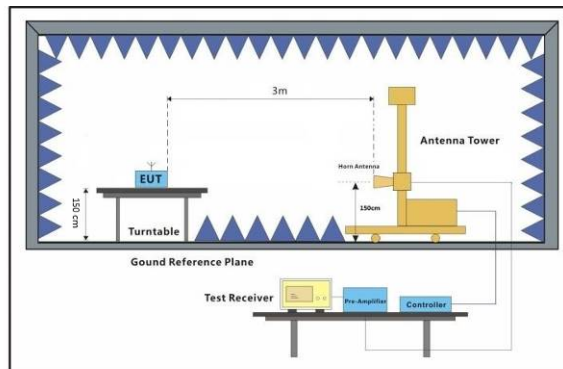 3m
Antenna Tower
Horn Antenna
EUT
150 cm
150cm
Turntable
Gound Reference Plane
Test Receiver
Pre-Amplifier
Controller